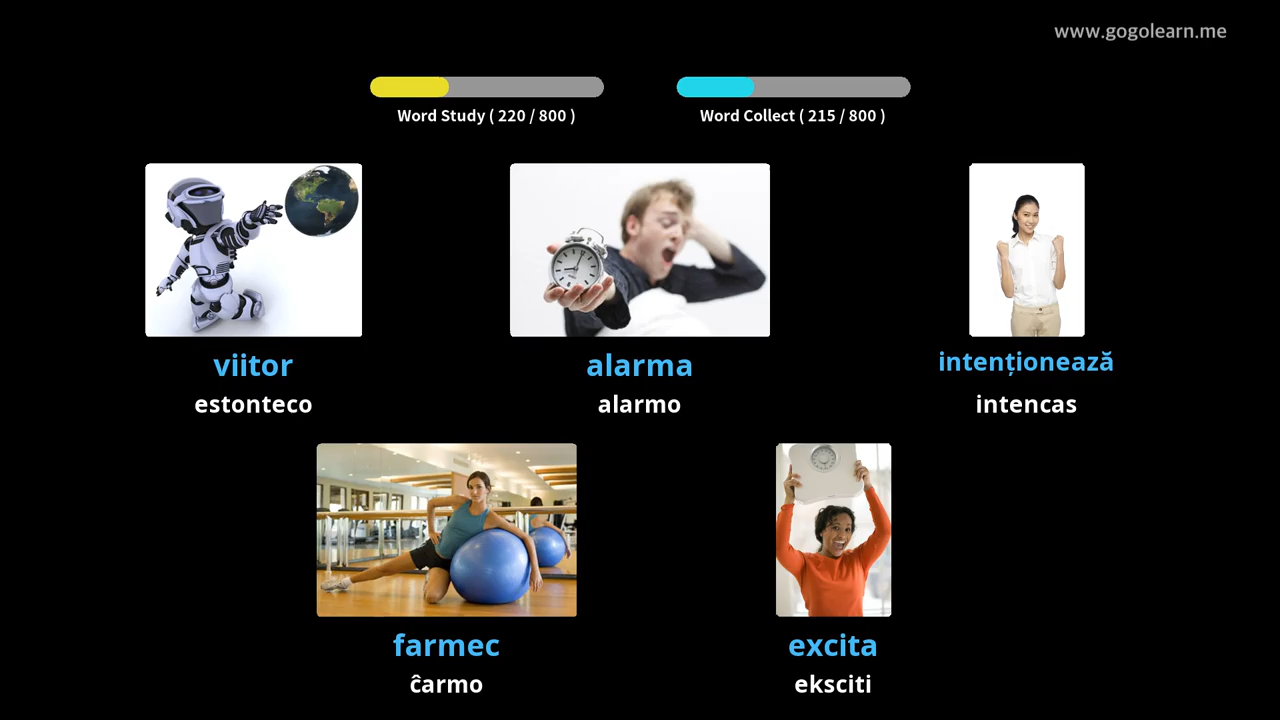 www.gogolearn.me
Word Study ( 220 / 800 )
Word Collect ( 215 / 800 )
viitor
estonteco
alarma
alarmo
intenționează
intencas
farmec
ĉarmo
excita
eksciti